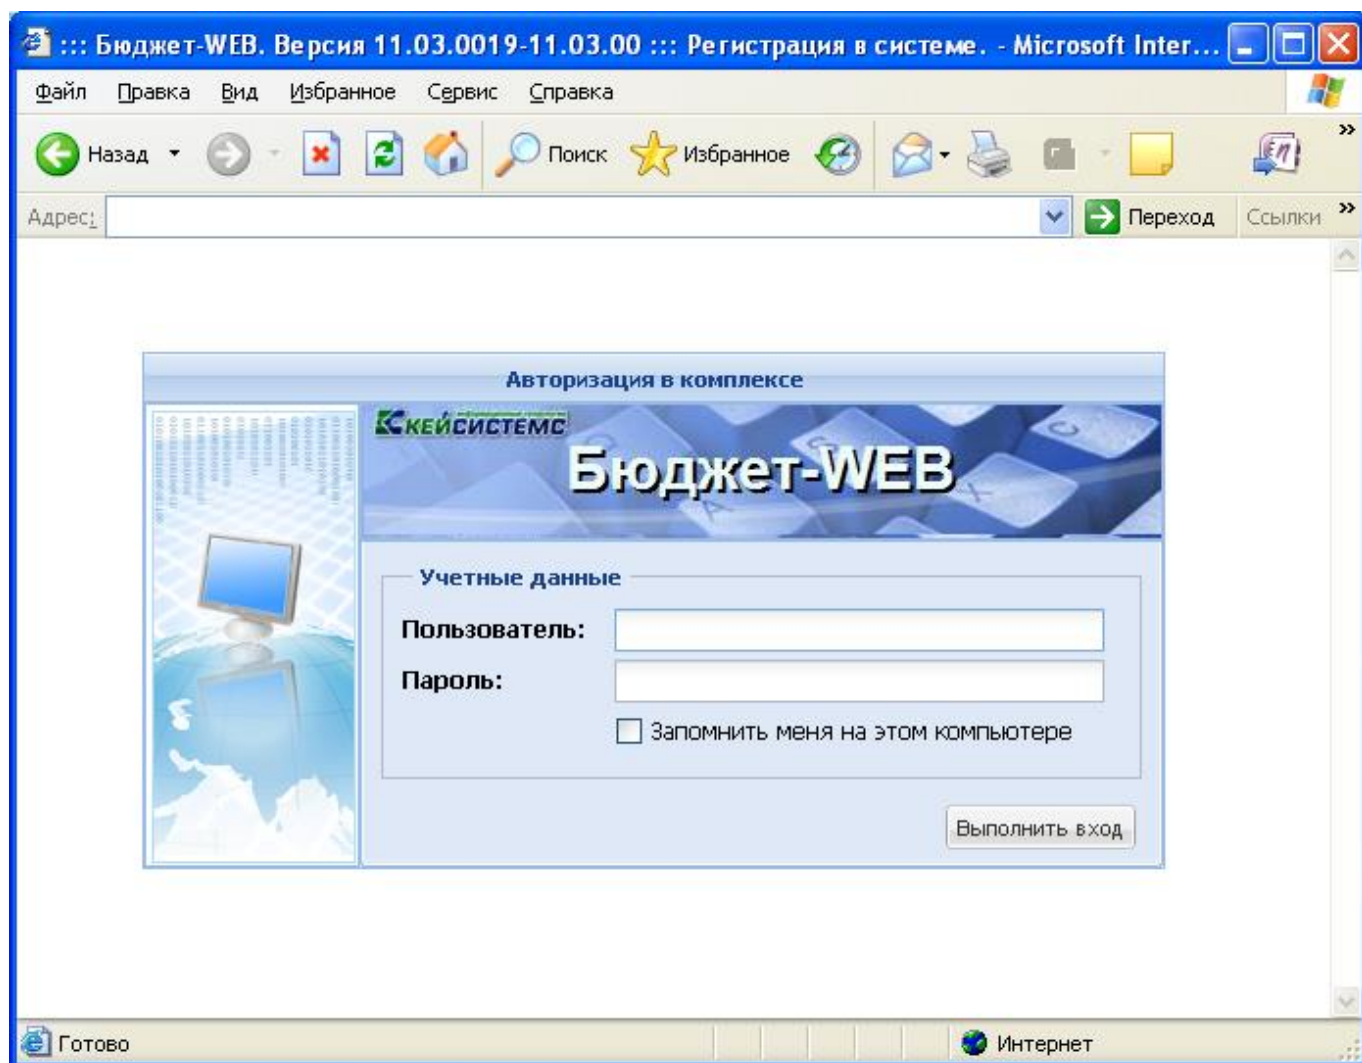 ::: Бюджет-WEB. Версия 11.03.0019-11.03.00 ::: Регистрация в системе. - Microsoft Inter...
Файл Правка Вид Избранное Сервис Справка
Назад Поиск Избранное »
Адрес: Переход Ссылки »
Авторизация в комплексе
КЕЙСИСТЕМС
Бюджет-WEB
Учетные данные
Пользователь:
Пароль:
Запомнить меня на этом компьютере
Выполнить вход
Готово Интернет